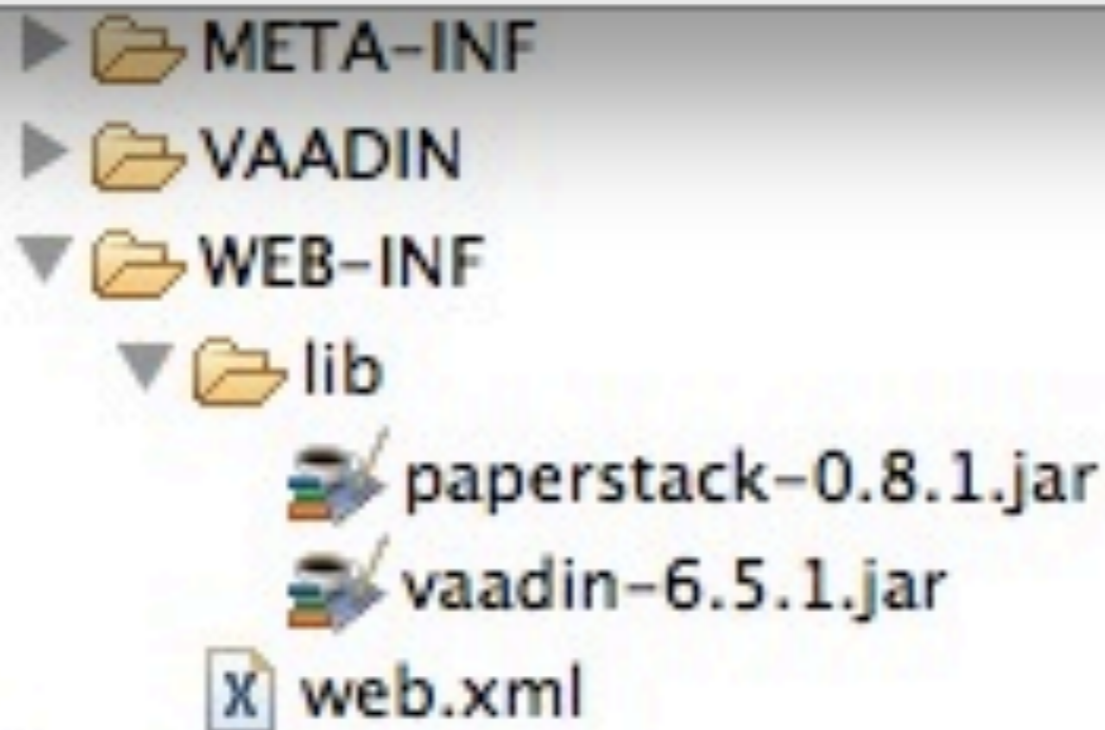 META-INF
VAADIN
WEB-INF
lib
paperstack-0.8.1.jar
vaadin-6.5.1.jar
web.xml